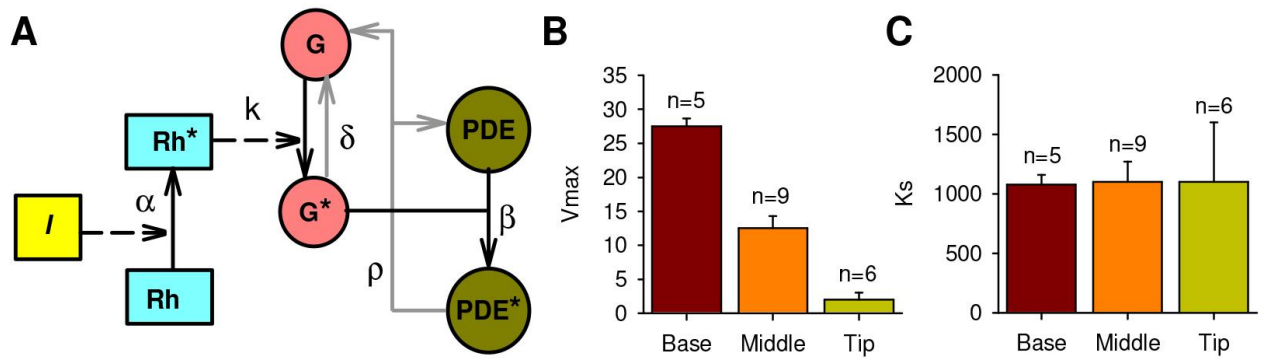 A
G
k
Rh*
δ
PDE
α
G*
I
β
ρ
Rh
PDE*
B
Vmax
35
30
25
20
15
10
5
0
n=5
n=9
n=6
Base Middle Tip
C
Ks
2000
1500
1000
500
0
n=5
n=9
n=6
Base Middle Tip